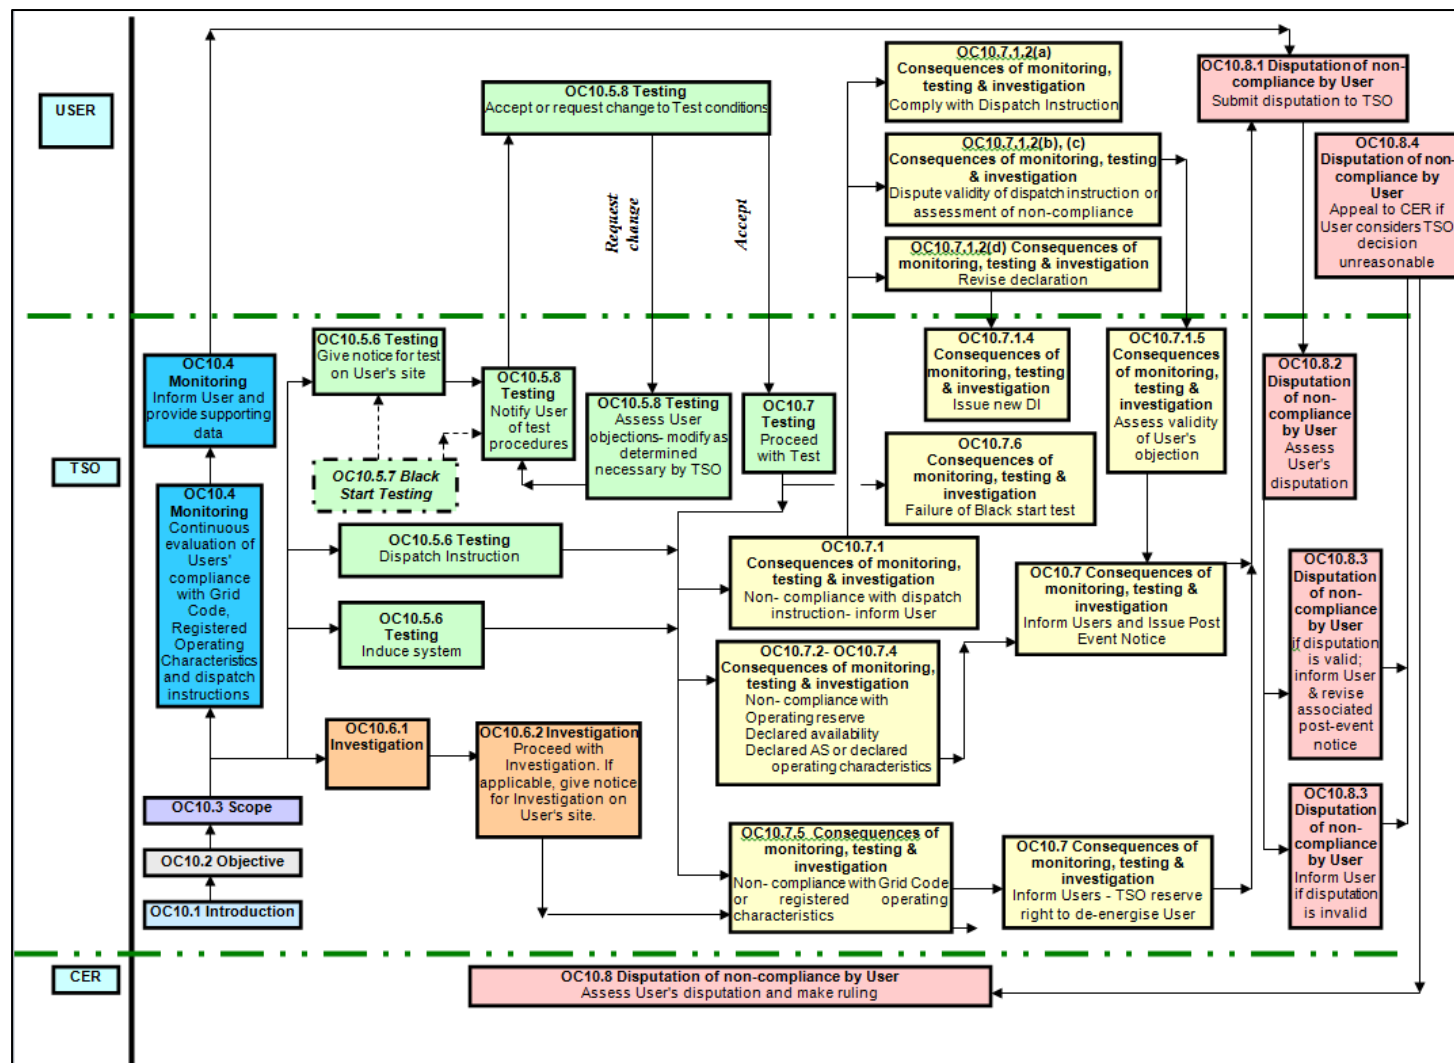 USER
OC10.5.8 Testing
Accept or request change to Test conditions
OC10.7.1.2(a)
Consequences of monitoring,
testing & investigation
Comply with Dispatch Instruction
OC10.7.1.2(b), (c)
Consequences of monitoring, testing
& investigation
Dispute validity of dispatch instruction or
assessment of non-compliance
OC10.7.1.2(d) Consequences of
monitoring, testing & investigation
Revise declaration
OC10.8.1 Disputation of non-
compliance by User
Submit disputation to TSO
OC10.8.4
Disputation of non-
compliance by
User
Appeal to CER if
User considers TSO
decision
unreasonable
Request
change
Accept
TSO
OC10.4
Monitoring
Inform User and
provide supporting
data
OC10.4
Monitoring
Continuous
evaluation of
Users'
compliance
with Grid
Code,
Registered
Operating
Characteristics
and dispatch
instructions
OC10.3 Scope
OC10.2 Objective
OC10.1 Introduction
OC10.5.6 Testing
Give notice for test
on User's site
OC10.5.7 Black
Start Testing
OC10.5.8
Testing
Notify User
of test
procedures
OC10.5.8 Testing
Assess User
objections- modify as
determined
necessary by TSO
OC10.7
Testing
Proceed
with Test
OC10.5.6 Testing
Dispatch Instruction
OC10.5.6
Testing
Induce system
OC10.6.1
Investigation
OC10.6.2 Investigation
Proceed with
Investigation. If
applicable, give notice
for Investigation on
User's site.
OC10.7.1.4
Consequences of
monitoring, testing
& investigation
Issue new DI
OC10.7.1.5
Consequences
of monitoring,
testing &
investigation
Assess validity
of User's
objection
OC10.7.6
Consequences of
monitoring, testing &
investigation
Failure of Black start test
OC10.7.1
Consequences of monitoring,
testing & investigation
Non- compliance with dispatch
instruction- inform User
OC10.7.2- OC10.7.4
Consequences of monitoring,
testing & investigation
Non- compliance with
Operating reserve
Declared availability
Declared AS or declared
operating characteristics
OC10.7 Consequences of
monitoring, testing &
investigation
Inform Users and Issue Post
Event Notice
OC10.7.5 Consequences of
monitoring, testing &
investigation
Non- compliance with Grid Code
or registered operating
characteristics
OC10.7 Consequences of
monitoring, testing &
investigation
Inform Users - TSO reserve
right to de-energise User
OC10.8.2
Disputation
of non-
compliance
by User
Assess
User's
disputation
OC10.8.3
Disputation
of non-
compliance
by User
if disputation
is valid;
inform User
& revise
associated
post-event
notice
OC10.8.3
Disputation
of non-
compliance
by User
Inform User
if disputation
is invalid
CER
OC10.8 Disputation of non-compliance by User
Assess User's disputation and make ruling